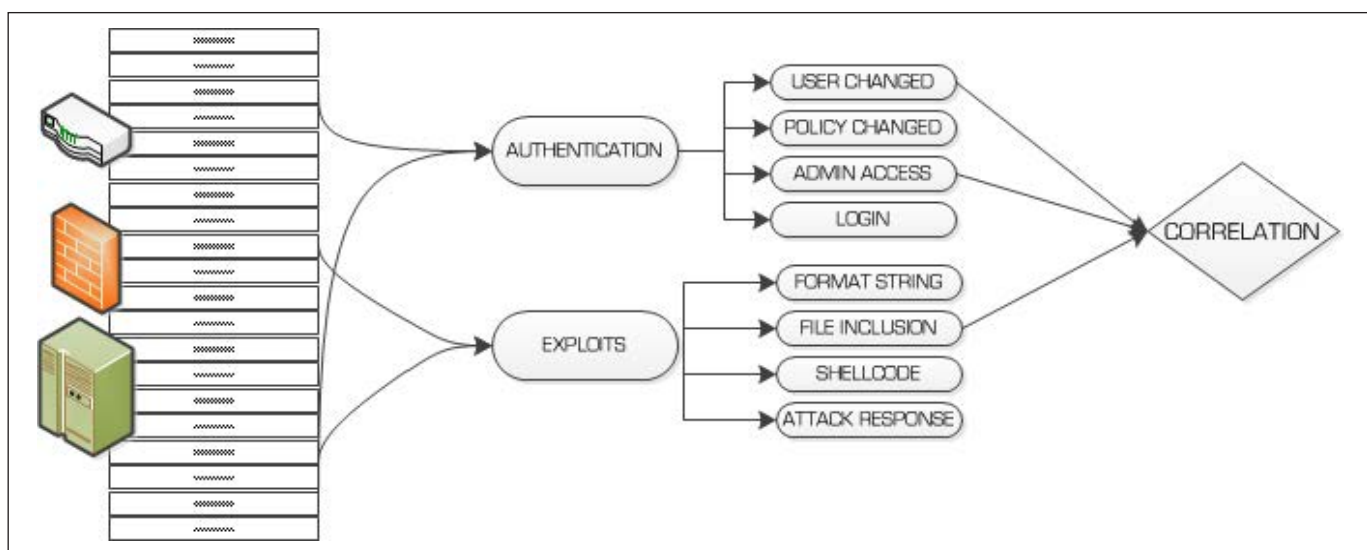 AUTHENTICATION
USER CHANGED
POLICY CHANGED
ADMIN ACCESS
LOGIN
EXPLOITS
FORMAT STRING
FILE INCLUSION
SHELLCODE
ATTACK RESPONSE
CORRELATION